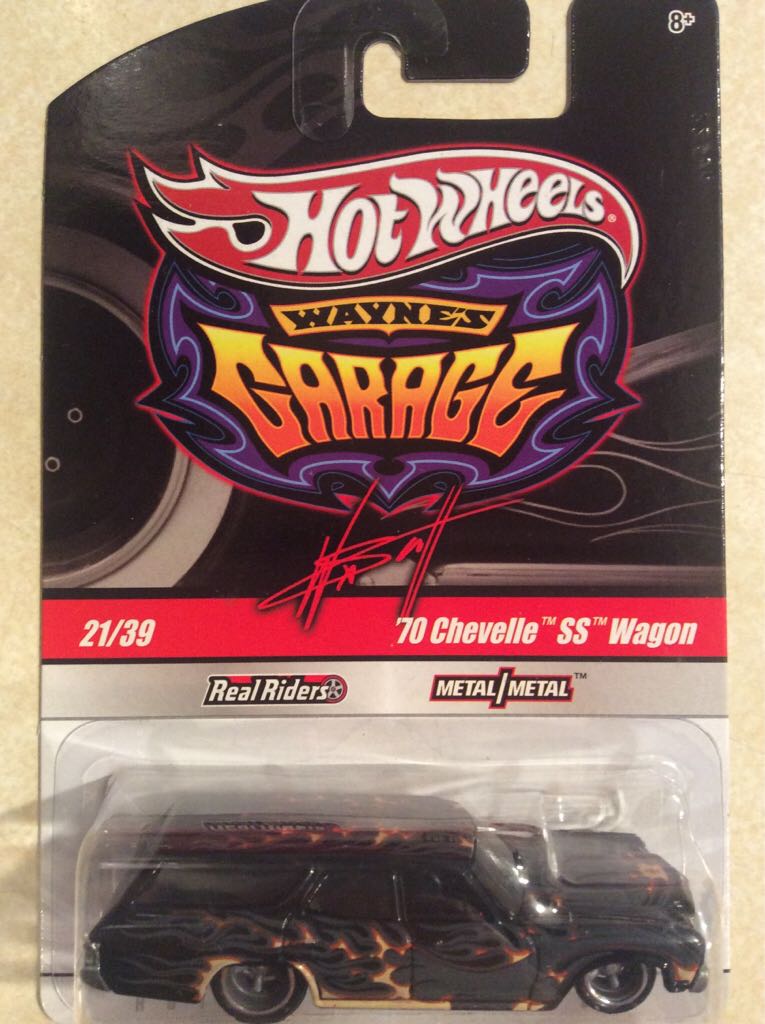 8+
Hot Wheels®
WAYNE'S
GARAGE
21/39
'70 Chevelle™ SS™ Wagon
Real Riders
METAL/METAL™